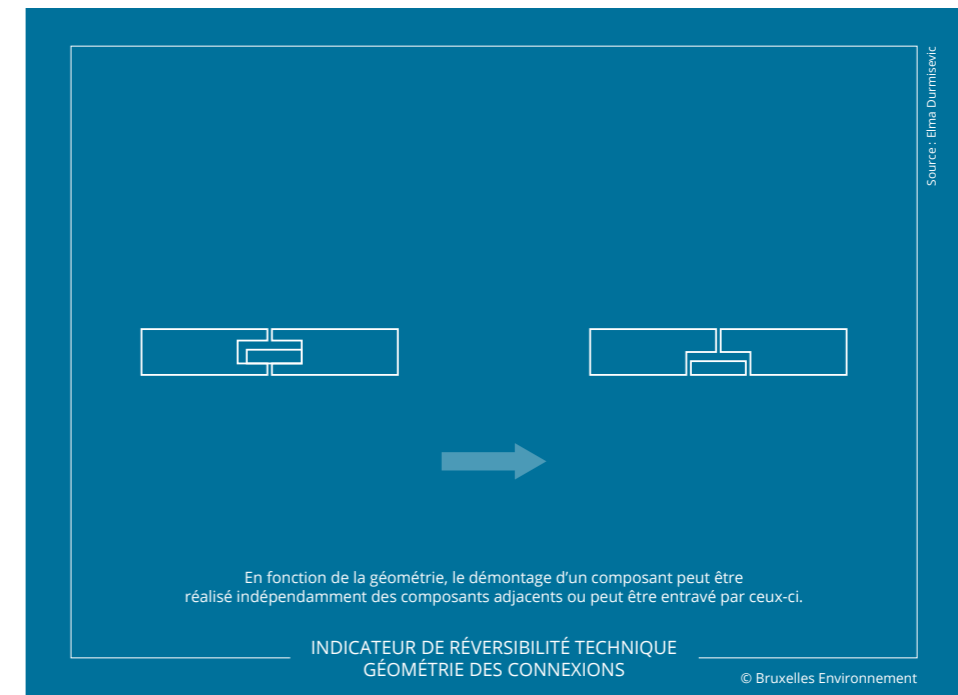 Source : Elma Durmisevic
En fonction de la géométrie, le démontage d'un composant peut être
réalisé indépendamment des composants adjacents ou peut être entravé par ceux-ci.
INDICATEUR DE RÉVERSIBILITÉ TECHNIQUE
GÉOMÉTRIE DES CONNEXIONS
© Bruxelles Environnement